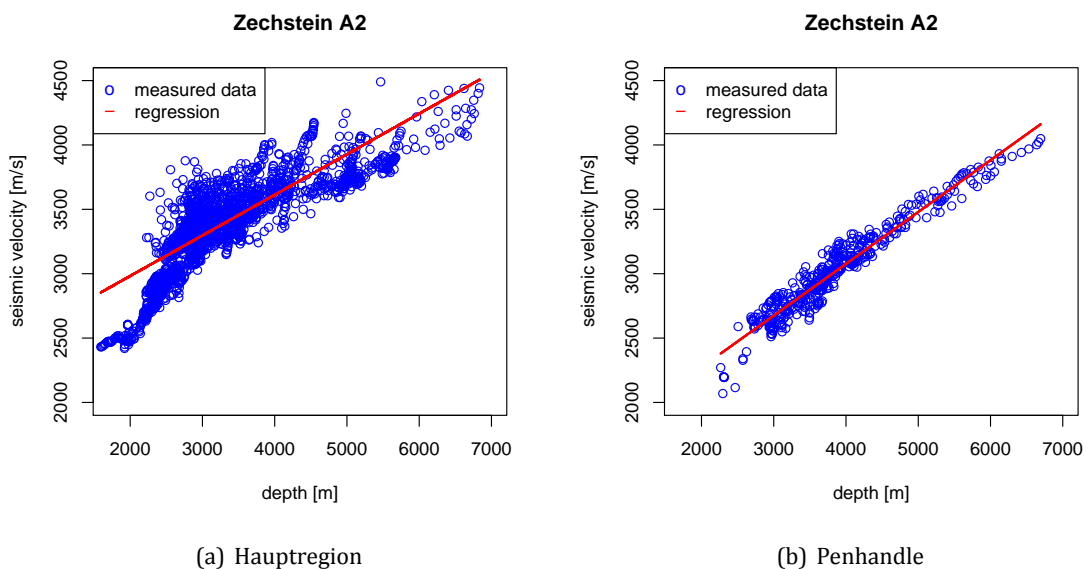 Zechstein A2
o measured data
– regression
seismic velocity [m/s]
4500
4000
3500
3000
2500
2000
2000 3000 4000 5000 6000 7000
depth [m]
(a) Hauptregion
Zechstein A2
o measured data
– regression
seismic velocity [m/s]
4500
4000
3500
3000
2500
2000
2000 3000 4000 5000 6000 7000
depth [m]
(b) Penhandle